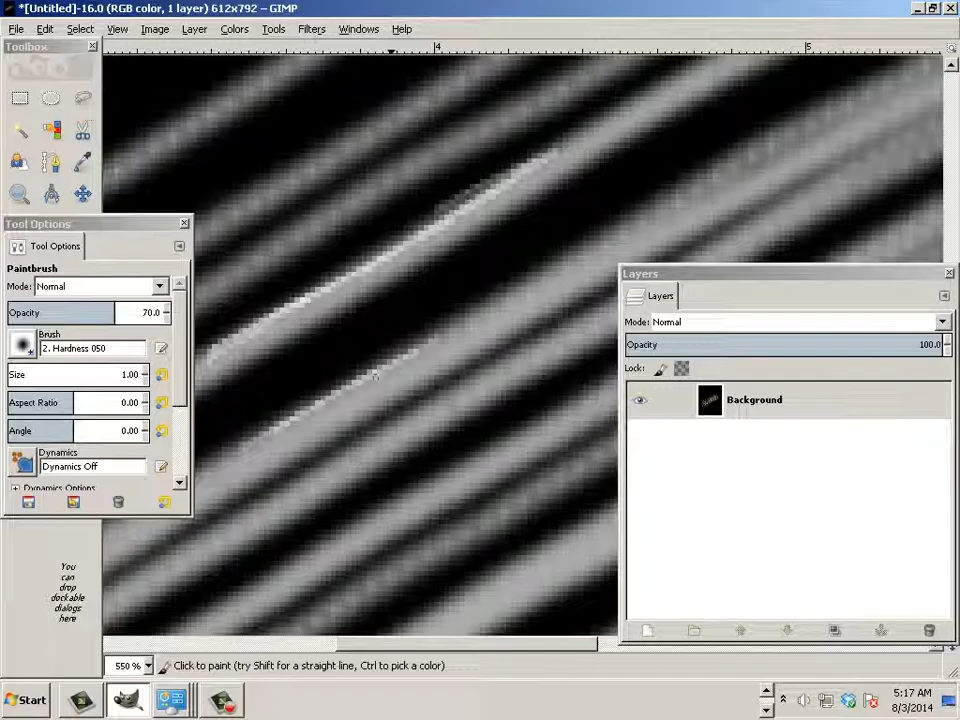 *[Untitled]-16.0 (RGB color, 1 layer) 612x792 – GIMP
File Edit Select View Image Layer Colors Tools Filters Windows Help
Toolbox
4 5
Tool Options
Tool Options
Paintbrush
Mode: Normal
Opacity 70.0
Brush
2. Hardness 050
Size 1.00
Aspect Ratio 0.00
Angle 0.00
Dynamics
Dynamics Off
Dynamics Options
Layers
Layers
Mode: Normal
Opacity 100.0
Lock:
Background
You
can
drop
dockable
dialogs
here
550 % Click to paint (try Shift for a straight line, Ctrl to pick a color)
Start
5:17 AM
8/3/2014